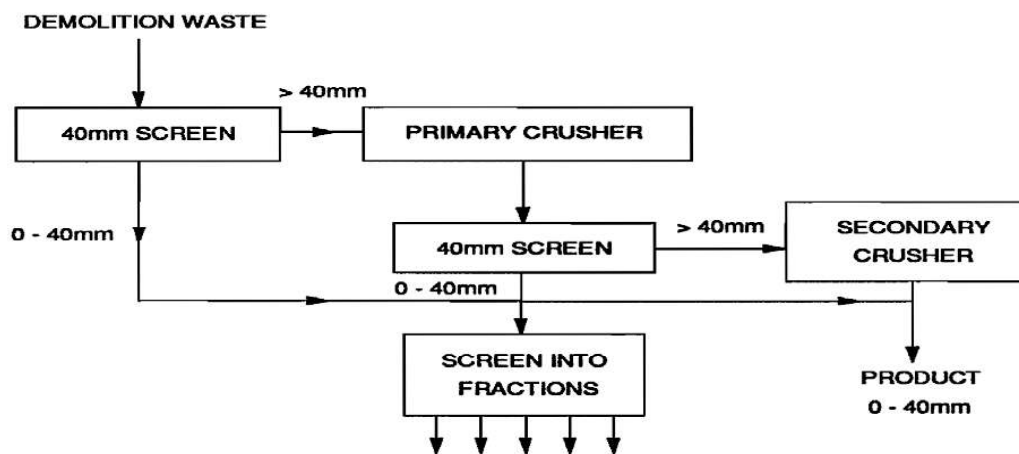 DEMOLITION WASTE
> 40mm
40mm SCREEN
PRIMARY CRUSHER
0 - 40mm
40mm SCREEN
> 40mm
SECONDARY
CRUSHER
0 - 40mm
SCREEN INTO
FRACTIONS
PRODUCT
0 - 40mm